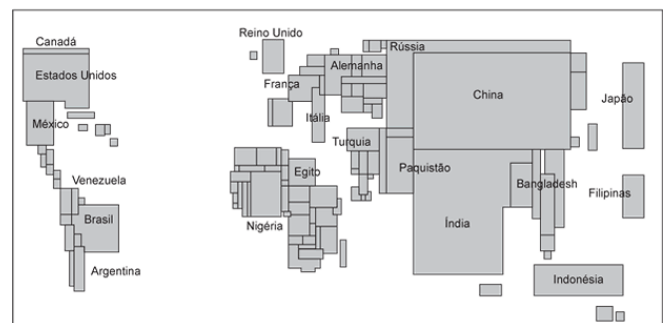 Canadá
Estados Unidos
México
Venezuela
Brasil
Argentina
Reino Unido
França
Alemanha
Itália
Rússia
Turquia
Egito
Nigéria
China
Japão
Paquistão
Bangladesh
Filipinas
Índia
Indonésia